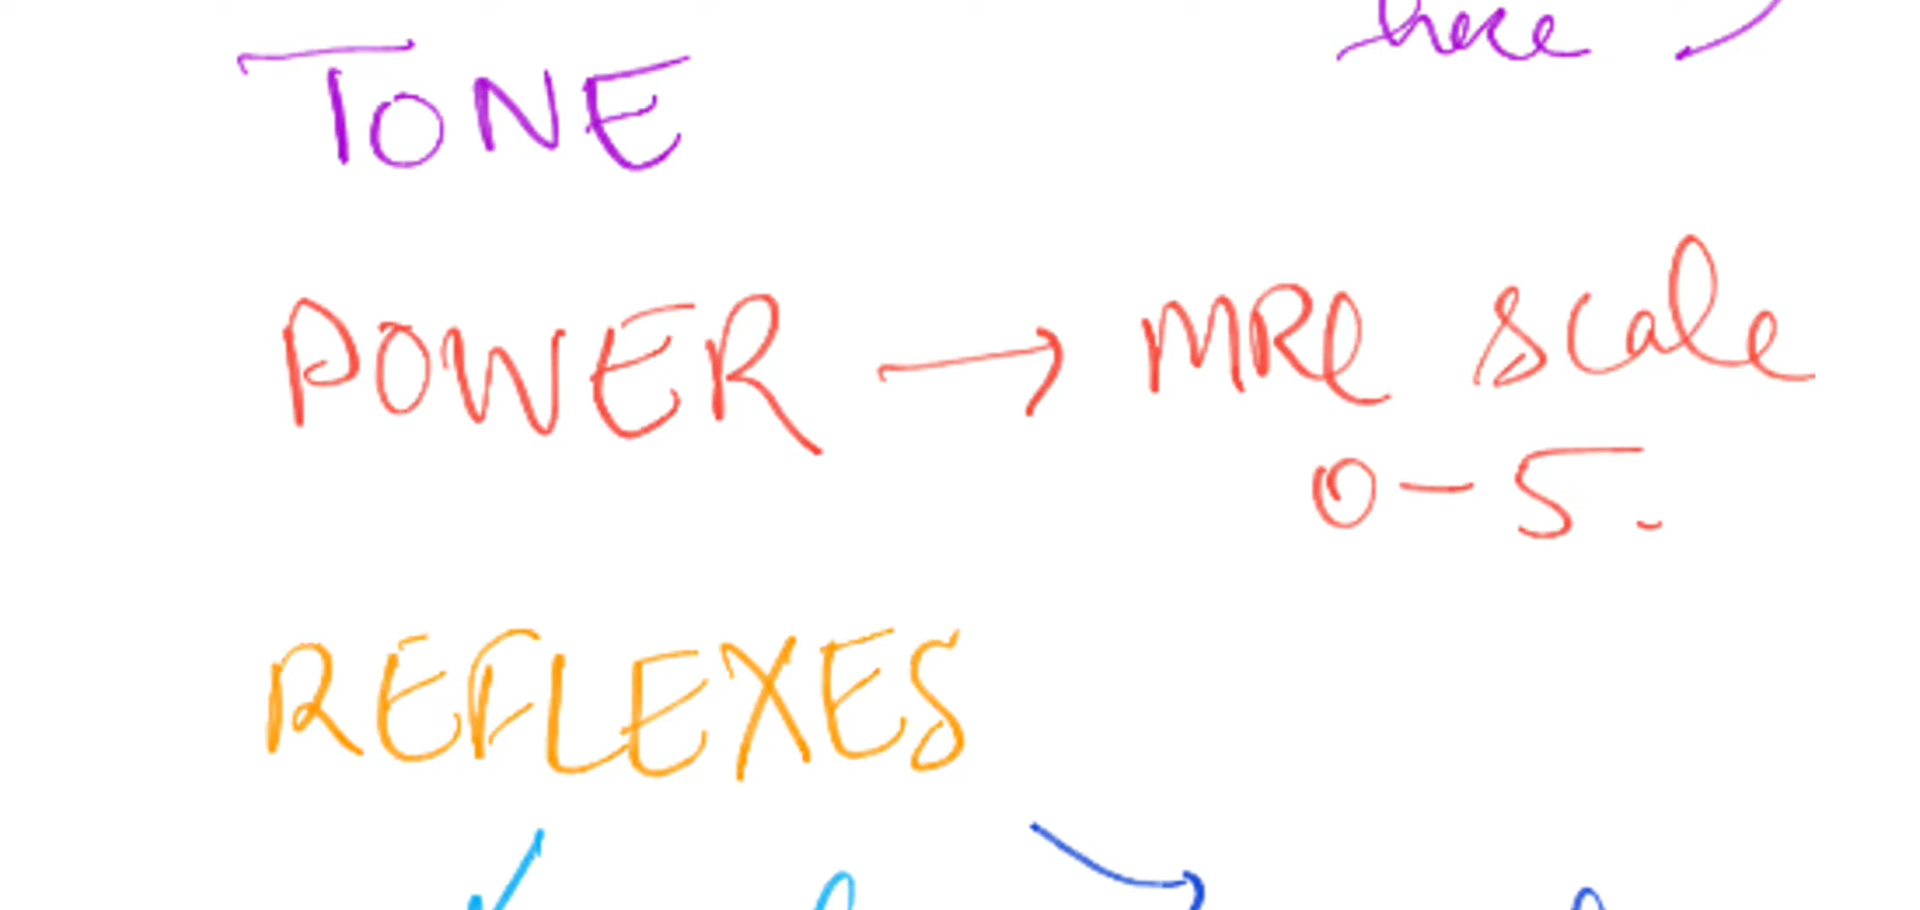 here
TONE
POWER → MRC scale
0-5.
REFLEXES